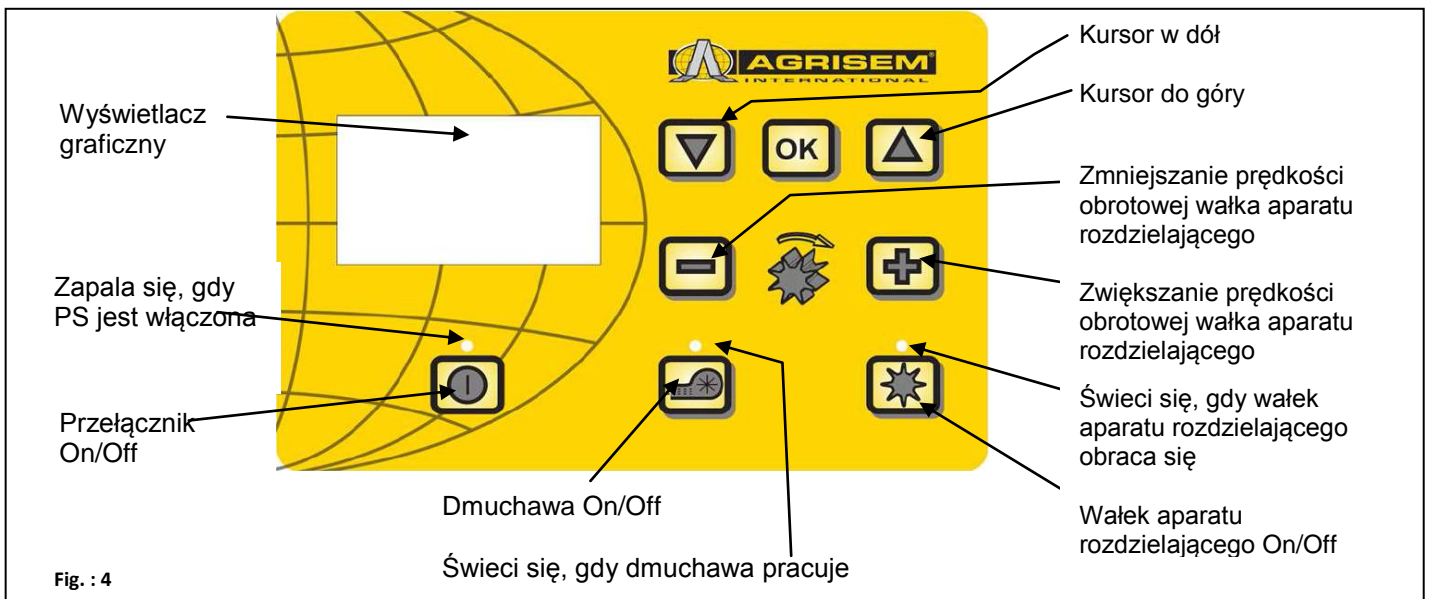 Wyświetlacz
graficzny
Zapala się, gdy
PS jest włączona
Przełącznik
On/Off
AGRISEM®
INTERNATIONAL
OK
Kursor w dół
Kursor do góry
Zmniejszanie prędkości
obrotowej wałka aparatu
rozdzielającego
Zwiększanie prędkości
obrotowej wałka aparatu
rozdzielającego
Świeci się, gdy wałek
aparatu rozdzielającego
obraca się
Wałek aparatu
rozdzielającego On/Off
Dmuchawa On/Off
Świeci się, gdy dmuchawa pracuje
Fig. : 4